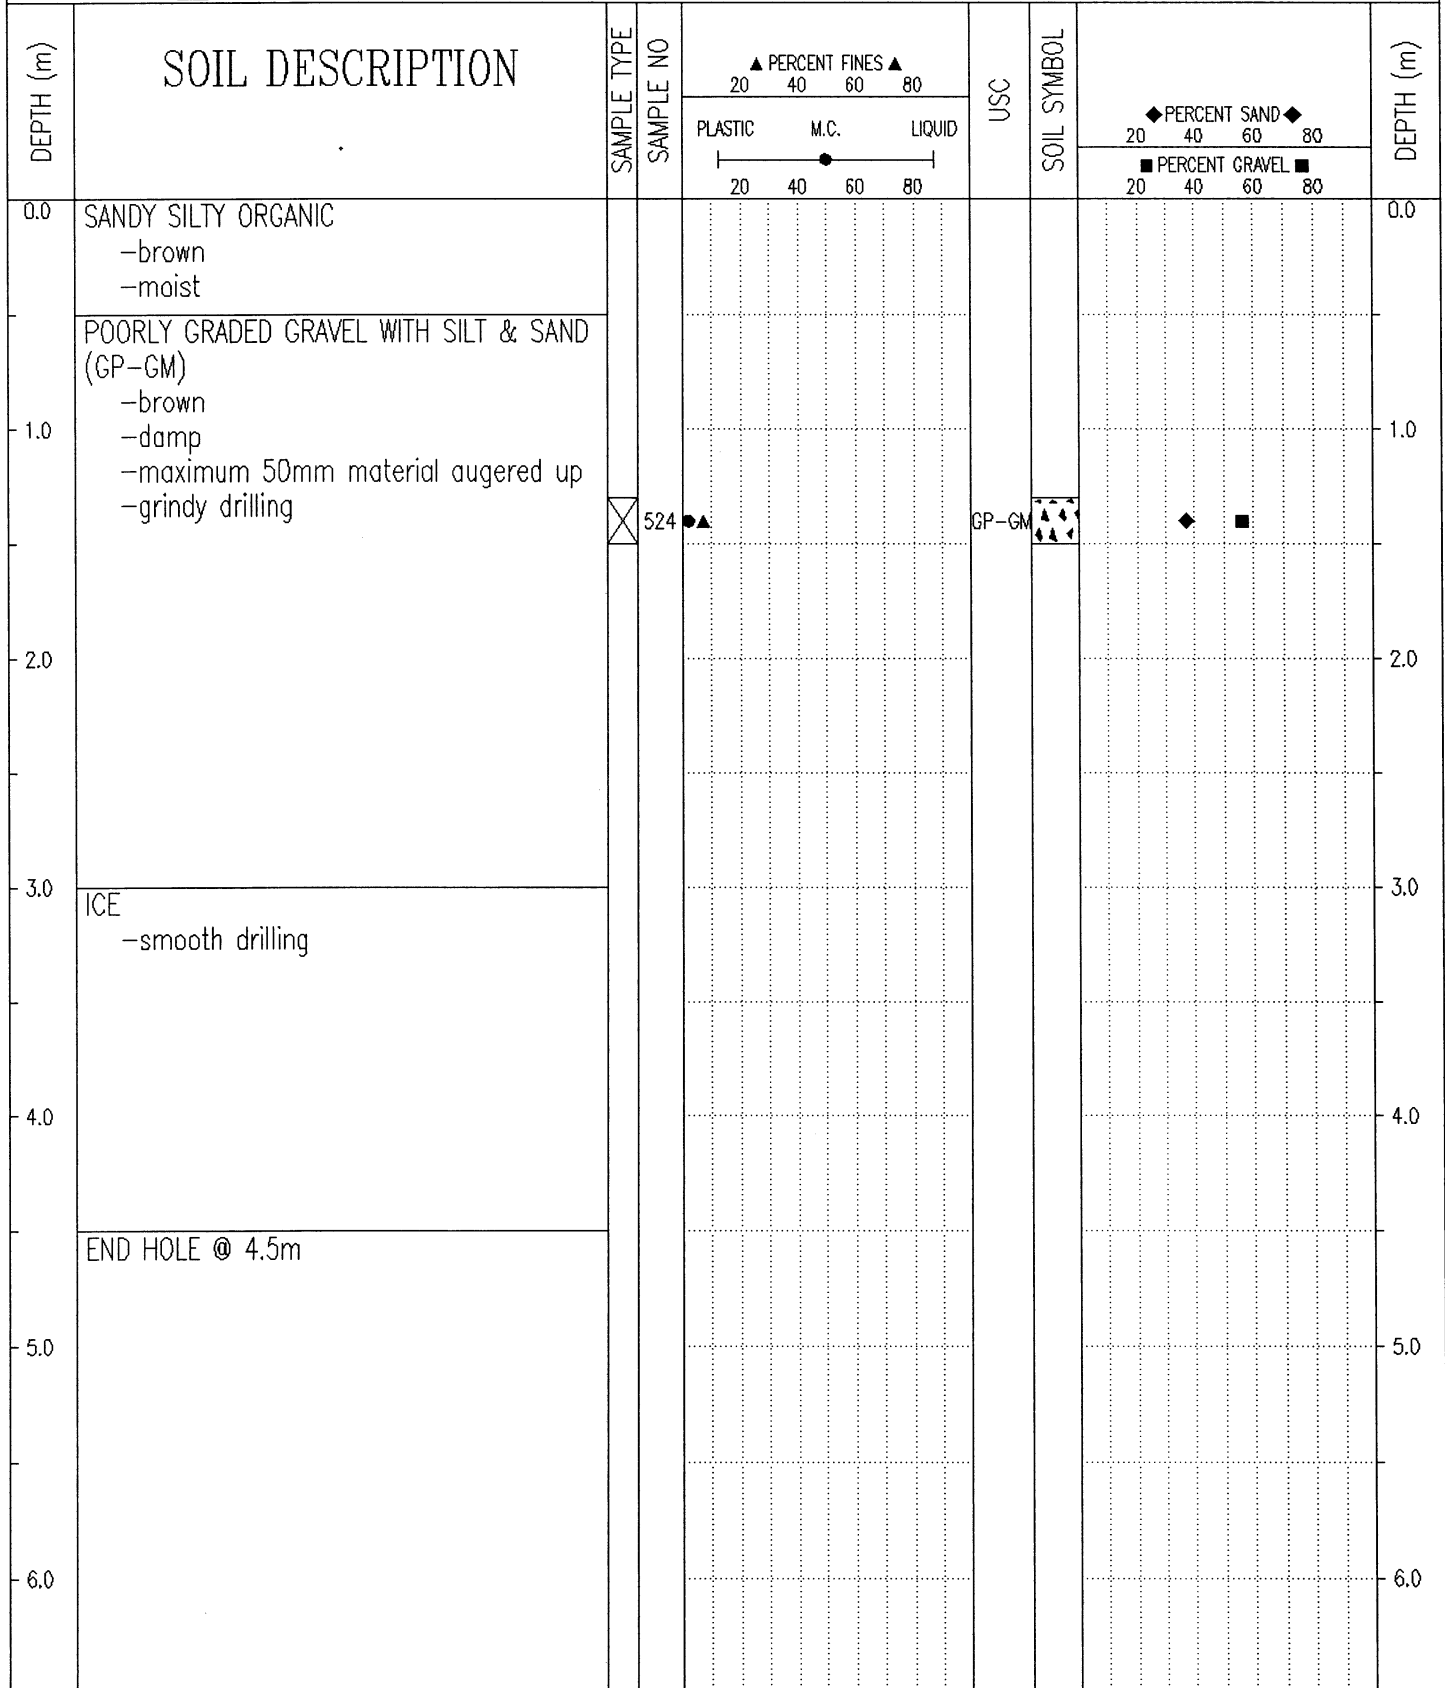 DEPTH (m)
SOIL DESCRIPTION
SAMPLE TYPE
SAMPLE NO
▲ PERCENT FINES ▲
20 40 60 80
PLASTIC M.C. LIQUID
20 40 60 80
USC
SOIL SYMBOL
◆ PERCENT SAND ◆
20 40 60 80
■ PERCENT GRAVEL ■
20 40 60 80
DEPTH (m)
0.0 SANDY SILTY ORGANIC 0.0
-brown
-moist
POORLY GRADED GRAVEL WITH SILT & SAND
(GP-GM)
-brown
1.0 -damp 1.0
-maximum 50mm material augered up
-grindy drilling
524 GP-GM
2.0 2.0
3.0 3.0
ICE
-smooth drilling
4.0 4.0
END HOLE @ 4.5m
5.0 5.0
6.0 6.0